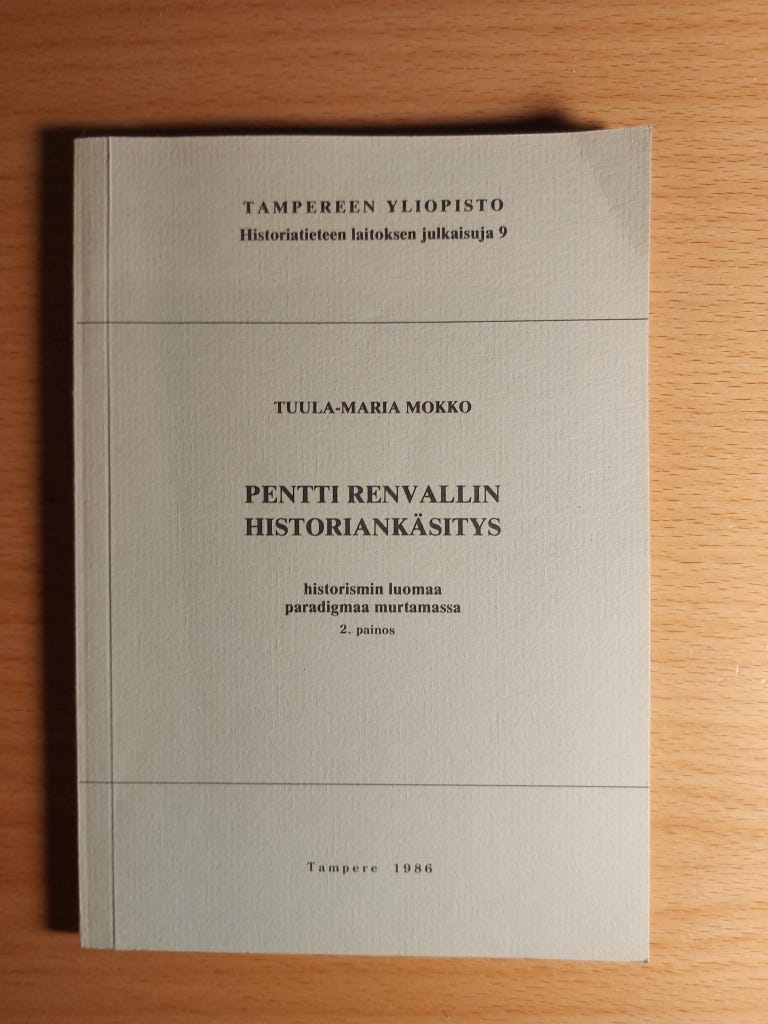 TAMPEREEN YLIOPISTO
Historiatieteen laitoksen julkaisuja 9
TUULA-MARIA MOKKO
PENTTI RENVALLIN
HISTORIANKÄSITYS
historismin luomaa
paradigmaa murtamassa
2. painos
Tampere 1986